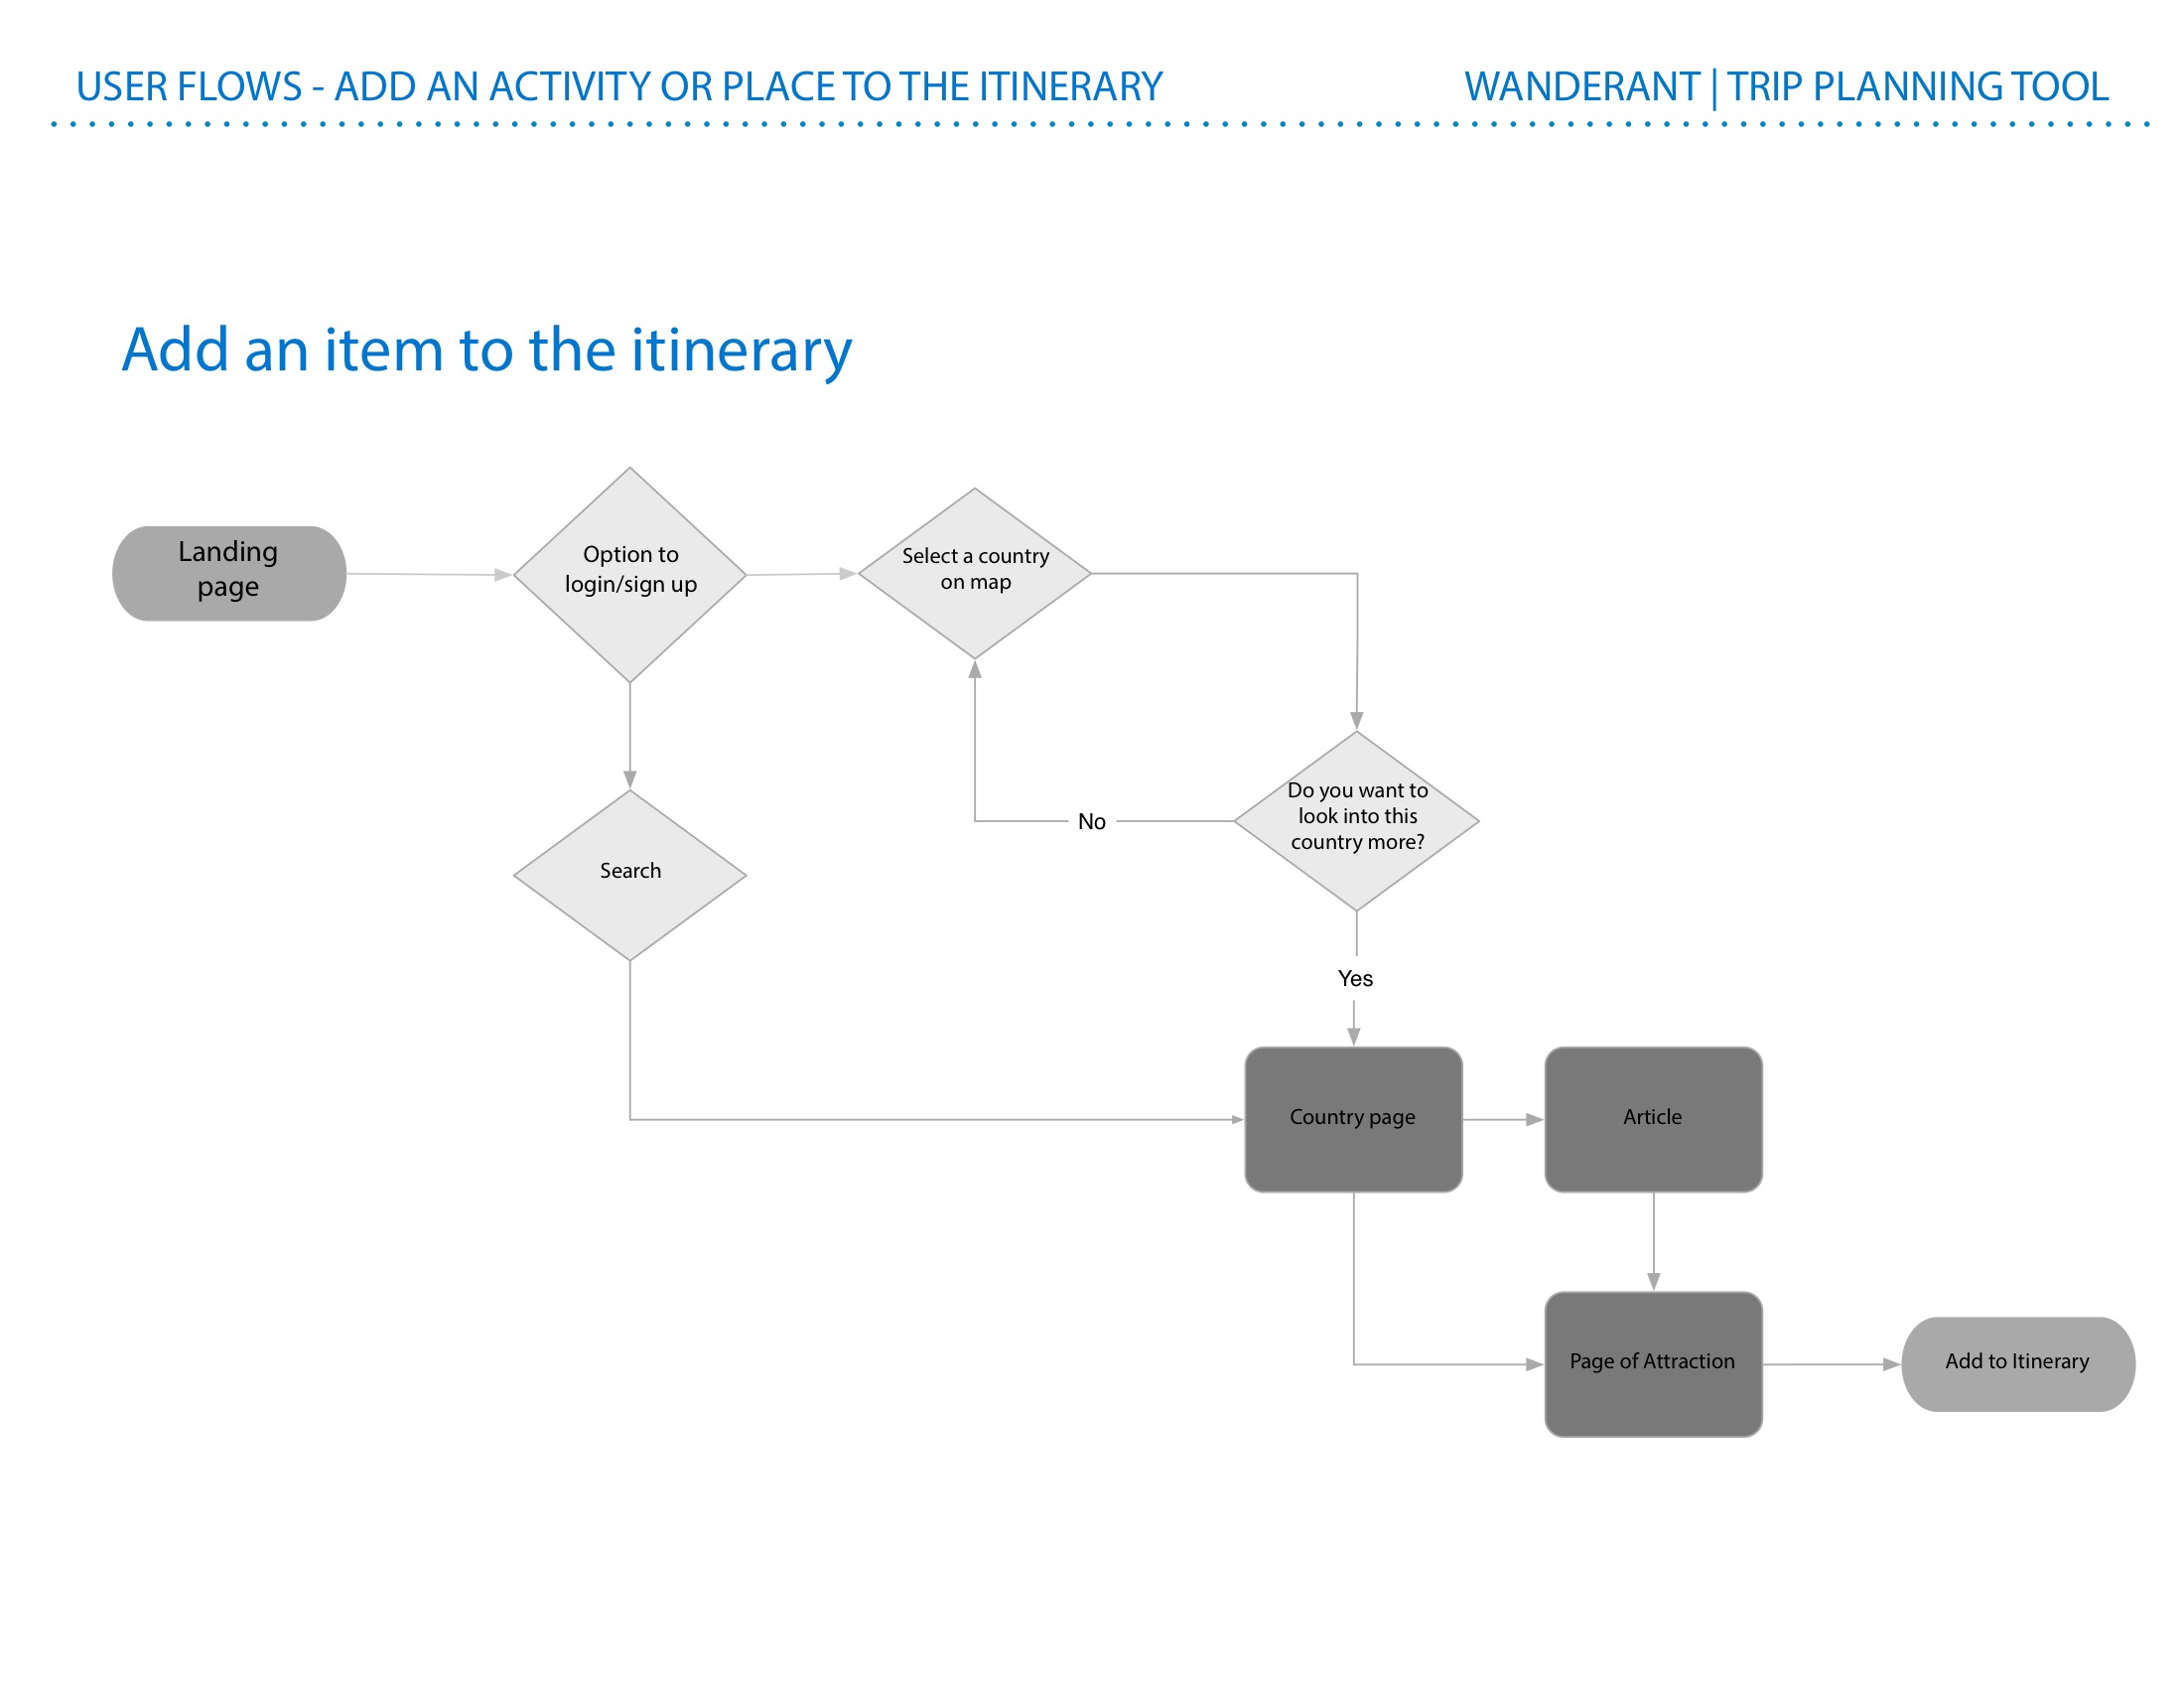 USER FLOWS - ADD AN ACTIVITY OR PLACE TO THE ITINERARY
WANDERANT | TRIP PLANNING TOOL
Add an item to the itinerary
Landing
page
Option to
login/sign up
Select a country
on map
Do you want to
look into this
country more?
No
Search
Yes
Country page
Article
Page of Attraction
Add to Itinerary